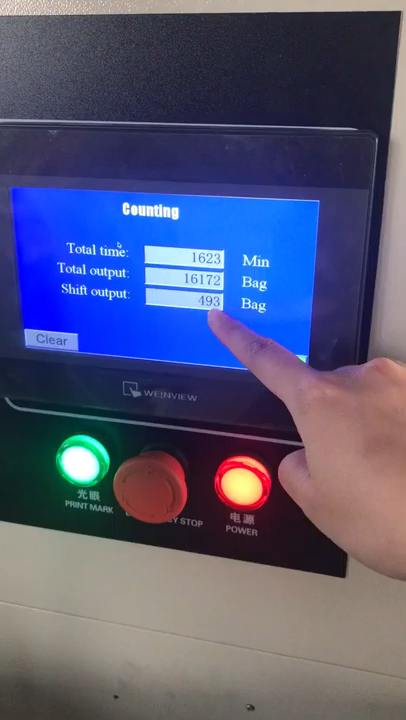 Counting
Total time: 1623 Min
Total output: 16172 Bag
Shift output: 493 Bag
Clear
WEINVIEW
光眼
PRINT MARK
Y STOP
电源
POWER